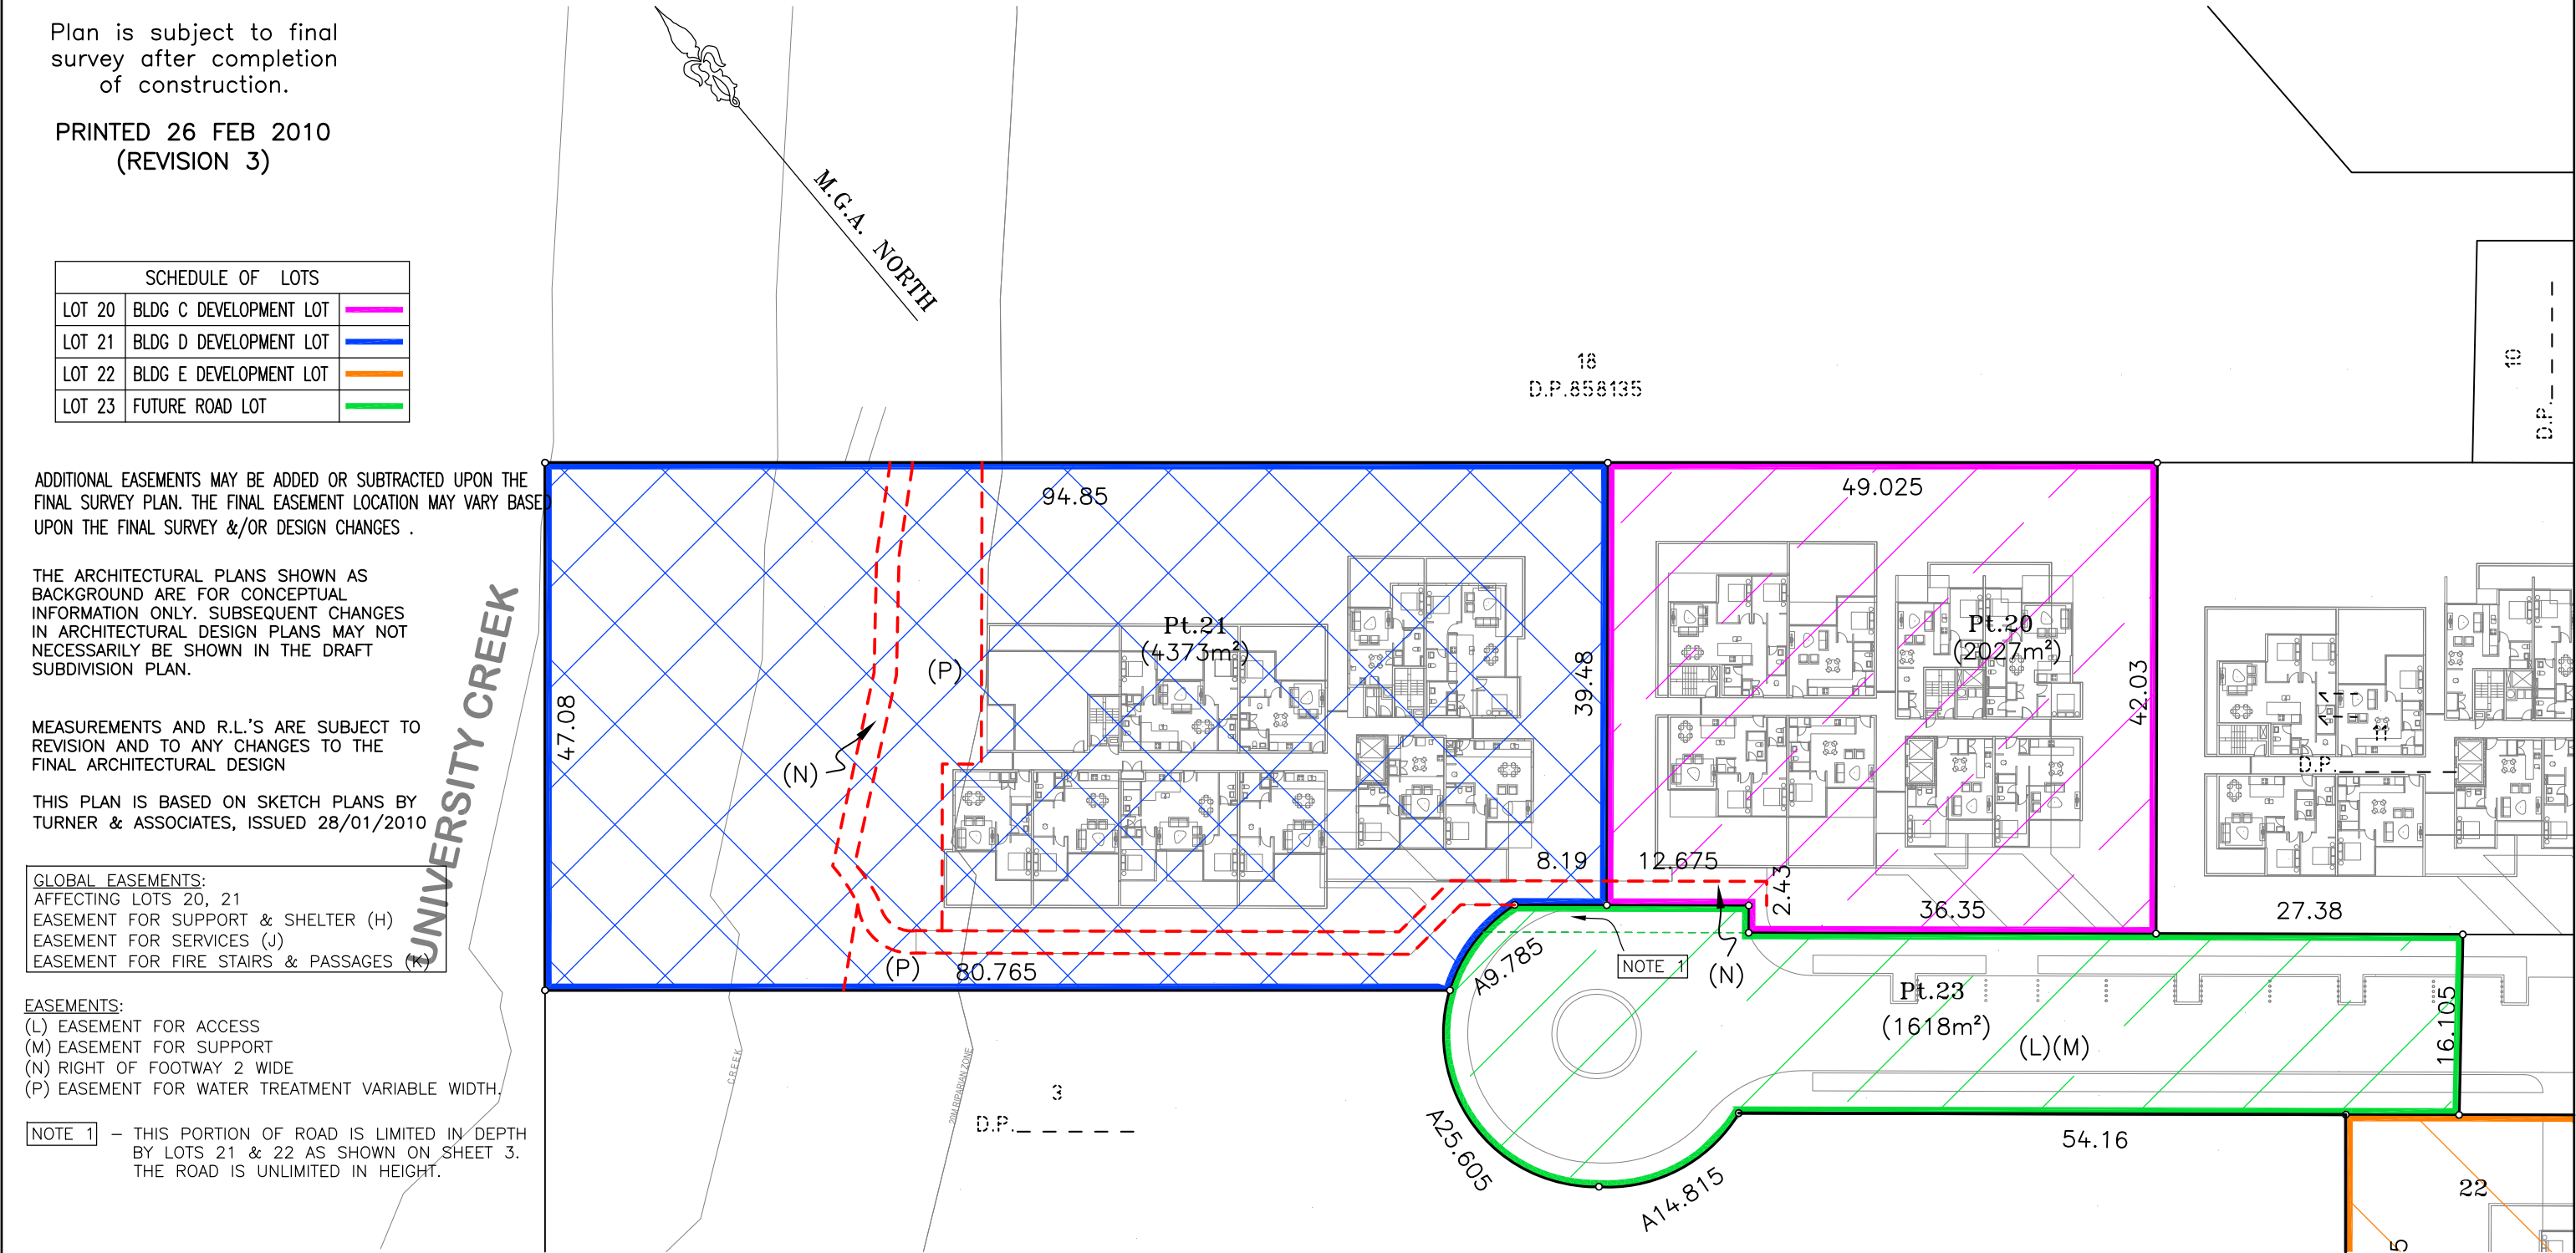 Plan is subject to final
survey after completion
of construction.
PRINTED 26 FEB 2010
(REVISION 3)
M.G.A. NORTH
SCHEDULE OF LOTS
LOT 20 BLDG C DEVELOPMENT LOT
LOT 21 BLDG D DEVELOPMENT LOT
LOT 22 BLDG E DEVELOPMENT LOT
LOT 23 FUTURE ROAD LOT
ADDITIONAL EASEMENTS MAY BE ADDED OR SUBTRACTED UPON THE
FINAL SURVEY PLAN. THE FINAL EASEMENT LOCATION MAY VARY BASED
UPON THE FINAL SURVEY &/OR DESIGN CHANGES .
THE ARCHITECTURAL PLANS SHOWN AS
BACKGROUND ARE FOR CONCEPTUAL
INFORMATION ONLY. SUBSEQUENT CHANGES
IN ARCHITECTURAL DESIGN PLANS MAY NOT
NECESSARILY BE SHOWN IN THE DRAFT
SUBDIVISION PLAN.
MEASUREMENTS AND R.L.'S ARE SUBJECT TO
REVISION AND TO ANY CHANGES TO THE
FINAL ARCHITECTURAL DESIGN
THIS PLAN IS BASED ON SKETCH PLANS BY
TURNER & ASSOCIATES, ISSUED 28/01/2010
GLOBAL EASEMENTS:
AFFECTING LOTS 20, 21
EASEMENT FOR SUPPORT & SHELTER (H)
EASEMENT FOR SERVICES (J)
EASEMENT FOR FIRE STAIRS & PASSAGES (K)
EASEMENTS:
(L) EASEMENT FOR ACCESS
(M) EASEMENT FOR SUPPORT
(N) RIGHT OF FOOTWAY 2 WIDE
(P) EASEMENT FOR WATER TREATMENT VARIABLE WIDTH.
NOTE 1 – THIS PORTION OF ROAD IS LIMITED IN DEPTH
BY LOTS 21 & 22 AS SHOWN ON SHEET 3.
THE ROAD IS UNLIMITED IN HEIGHT.
UNIVERSITY CREEK
18
D.P.858135
10
D.P.
94.85
49.025
Pt.21
(4373m²)
(P)
39.48
Pt.20
(2027m²)
42.03
47.08
(N)
11
D.P.
8.19
12.675
2.43
36.35
27.38
(P)
80.765
A9.785
NOTE 1
(N)
Pt.23
(1618m²)
(L)(M)
16.105
CREEK
20M RIPARIAN ZONE
3
D.P.
A25.605
A14.815
54.16
22
5